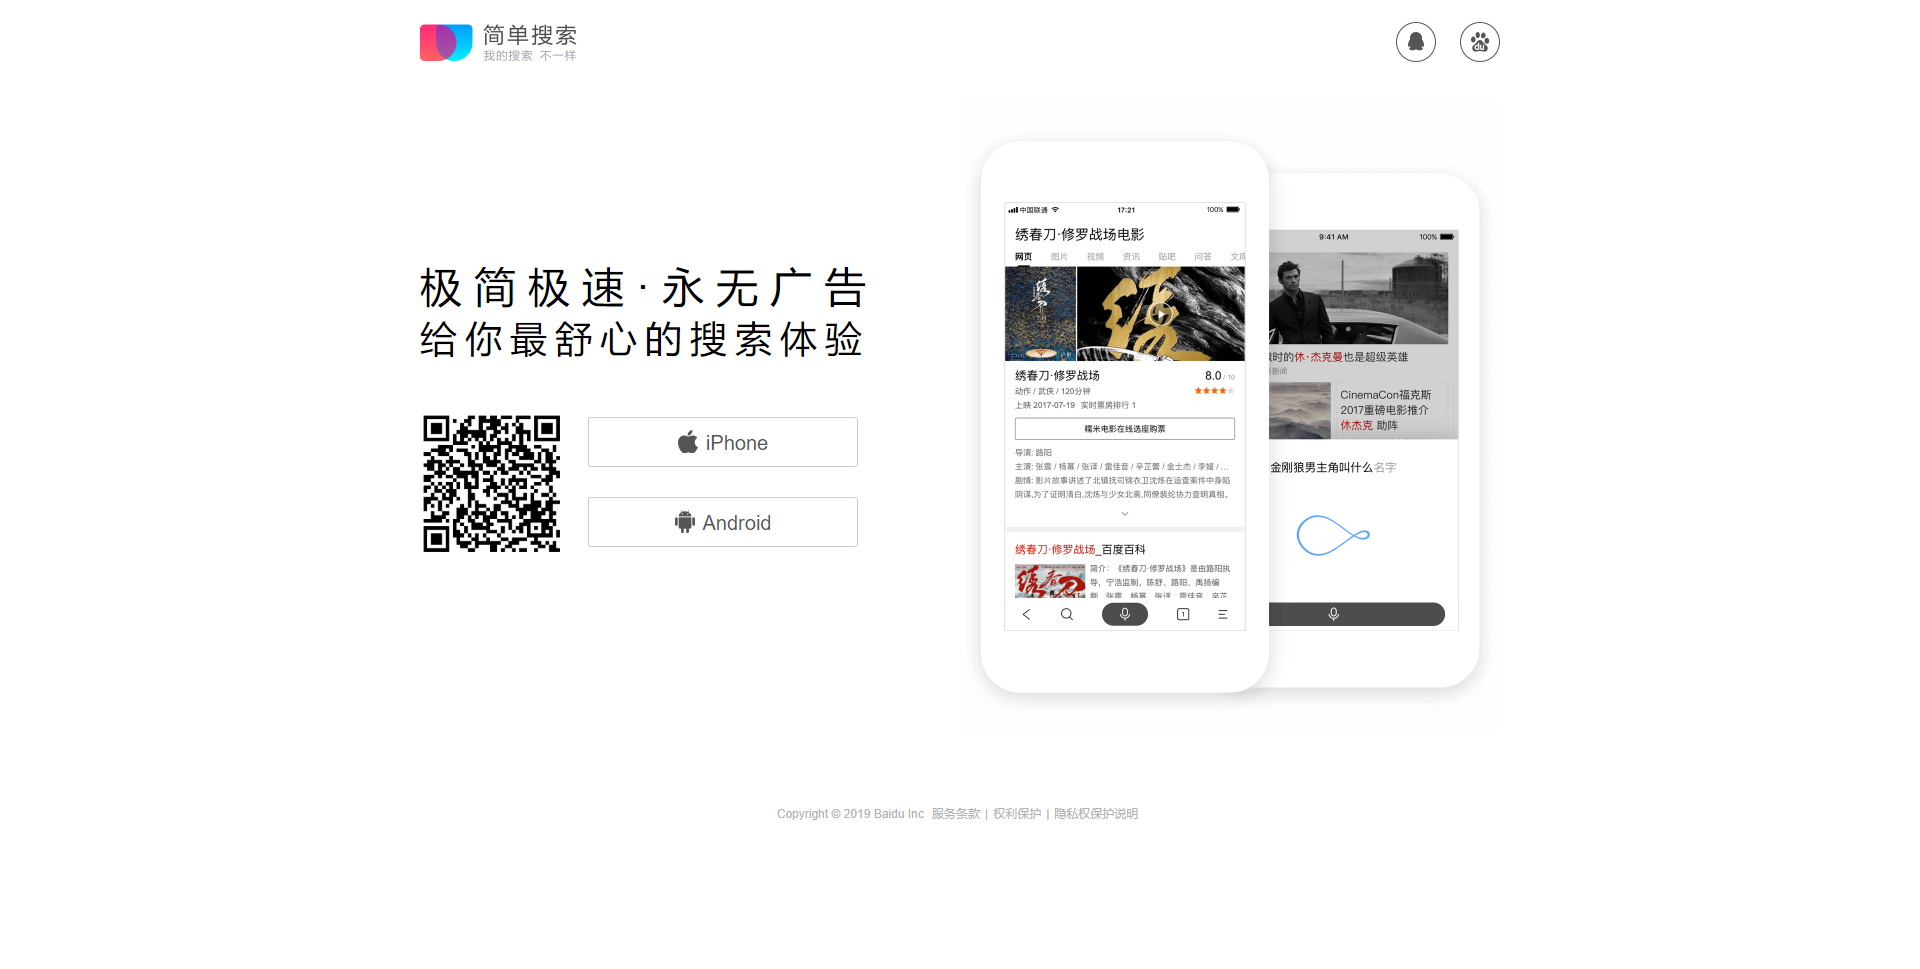 简单搜索
我的搜索 不一样
极简极速·永无广告
给你最舒心的搜索体验
iPhone
Android
中国联通 17:21 100%
绣春刀·修罗战场电影
网页 图片 视频 资讯 贴吧 问答 文库
绣春刀·修罗战场 8.0 / 10
动作 / 武侠 / 120分钟
上映 2017-07-19 实时票房排行 1
糯米电影在线选座购票
导演: 路阳
主演: 张震 / 杨幂 / 张译 / 雷佳音 / 辛芷蕾 / 金士杰 / 李媛 / ...
剧情: 影片故事讲述了北镇抚司锦衣卫沈炼在追查案件中身陷
阴谋,为了证明清白,沈炼与少女北斋,同僚裴纶协力查明真相。
绣春刀·修罗战场_百度百科
简介：《绣春刀·修罗战场》是由路阳执
导，宁浩监制，陈舒、路阳、禹扬编
剧，张震、杨幂、张译、雷佳音、辛芷
1
9:41 AM 100%
时的休·杰克曼也是超级英雄
新闻
CinemaCon福克斯
2017重磅电影推介
休杰克 助阵
金刚狼男主角叫什么名字
Copyright © 2019 Baidu Inc 服务条款 | 权利保护 | 隐私权保护说明